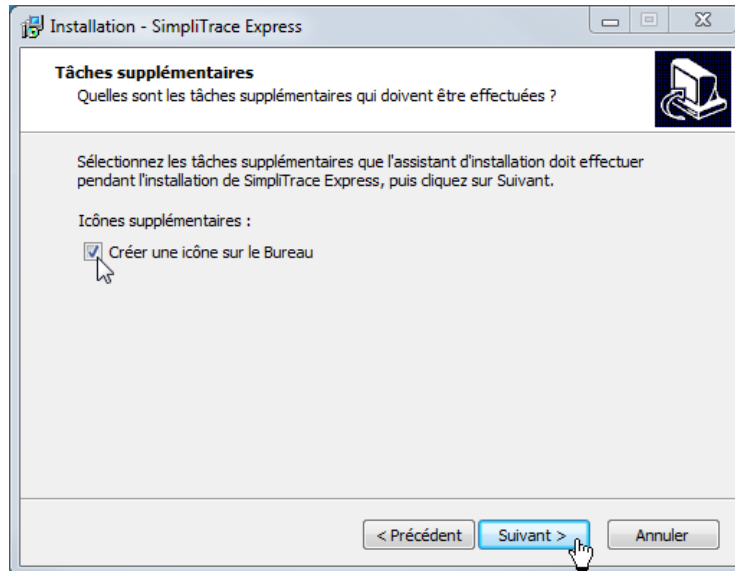 Installation - SimpliTrace Express
Tâches supplémentaires
Quelles sont les tâches supplémentaires qui doivent être effectuées ?
Sélectionnez les tâches supplémentaires que l'assistant d'installation doit effectuer
pendant l'installation de SimpliTrace Express, puis cliquez sur Suivant.
Icônes supplémentaires :
Créer une icône sur le Bureau
< Précédent Suivant > Annuler